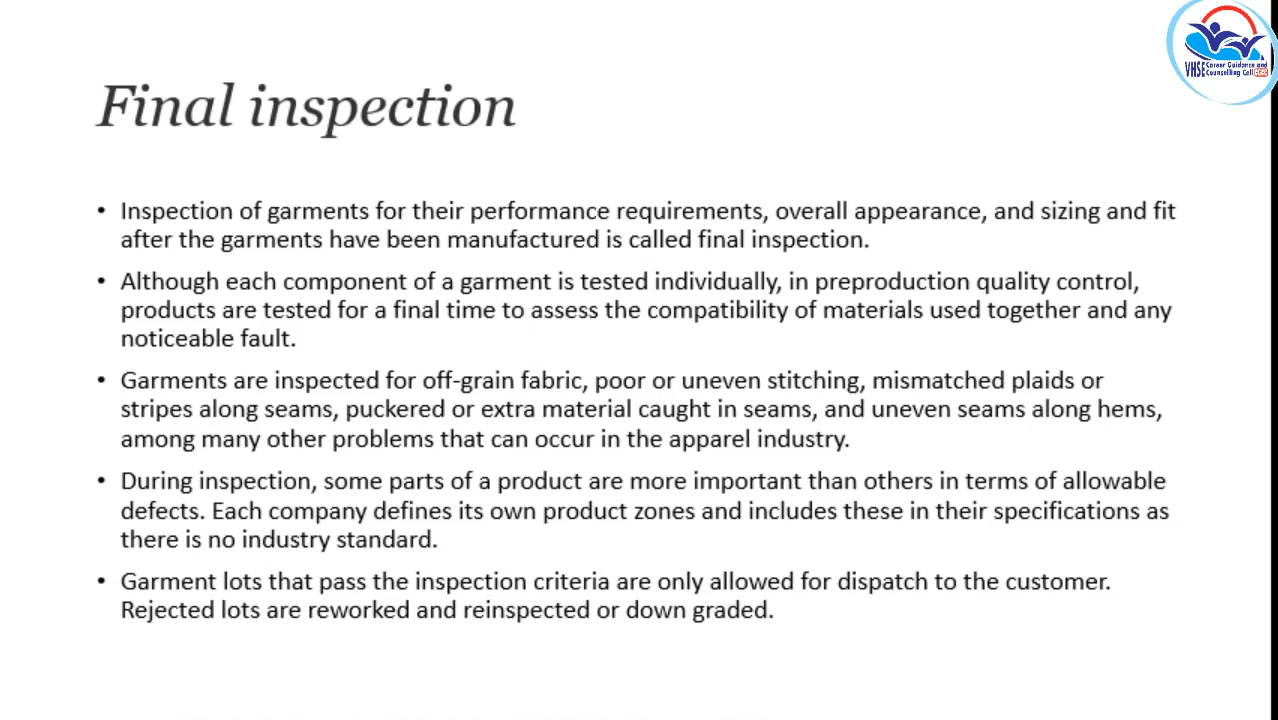 VHSE Career Guidance and
Counselling Cell
Final inspection
• Inspection of garments for their performance requirements, overall appearance, and sizing and fit
after the garments have been manufactured is called final inspection.
• Although each component of a garment is tested individually, in preproduction quality control,
products are tested for a final time to assess the compatibility of materials used together and any
noticeable fault.
• Garments are inspected for off-grain fabric, poor or uneven stitching, mismatched plaids or
stripes along seams, puckered or extra material caught in seams, and uneven seams along hems,
among many other problems that can occur in the apparel industry.
• During inspection, some parts of a product are more important than others in terms of allowable
defects. Each company defines its own product zones and includes these in their specifications as
there is no industry standard.
• Garment lots that pass the inspection criteria are only allowed for dispatch to the customer.
Rejected lots are reworked and reinspected or down graded.